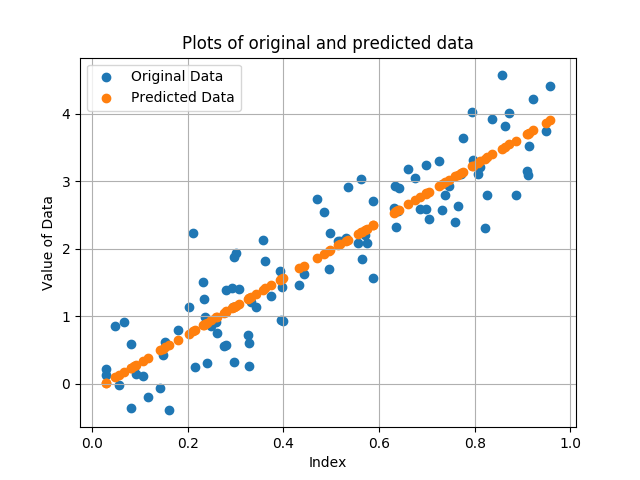 Plots of original and predicted data
Original Data
Predicted Data
Value of Data
4
3
2
1
0
0.0 0.2 0.4 0.6 0.8 1.0
Index